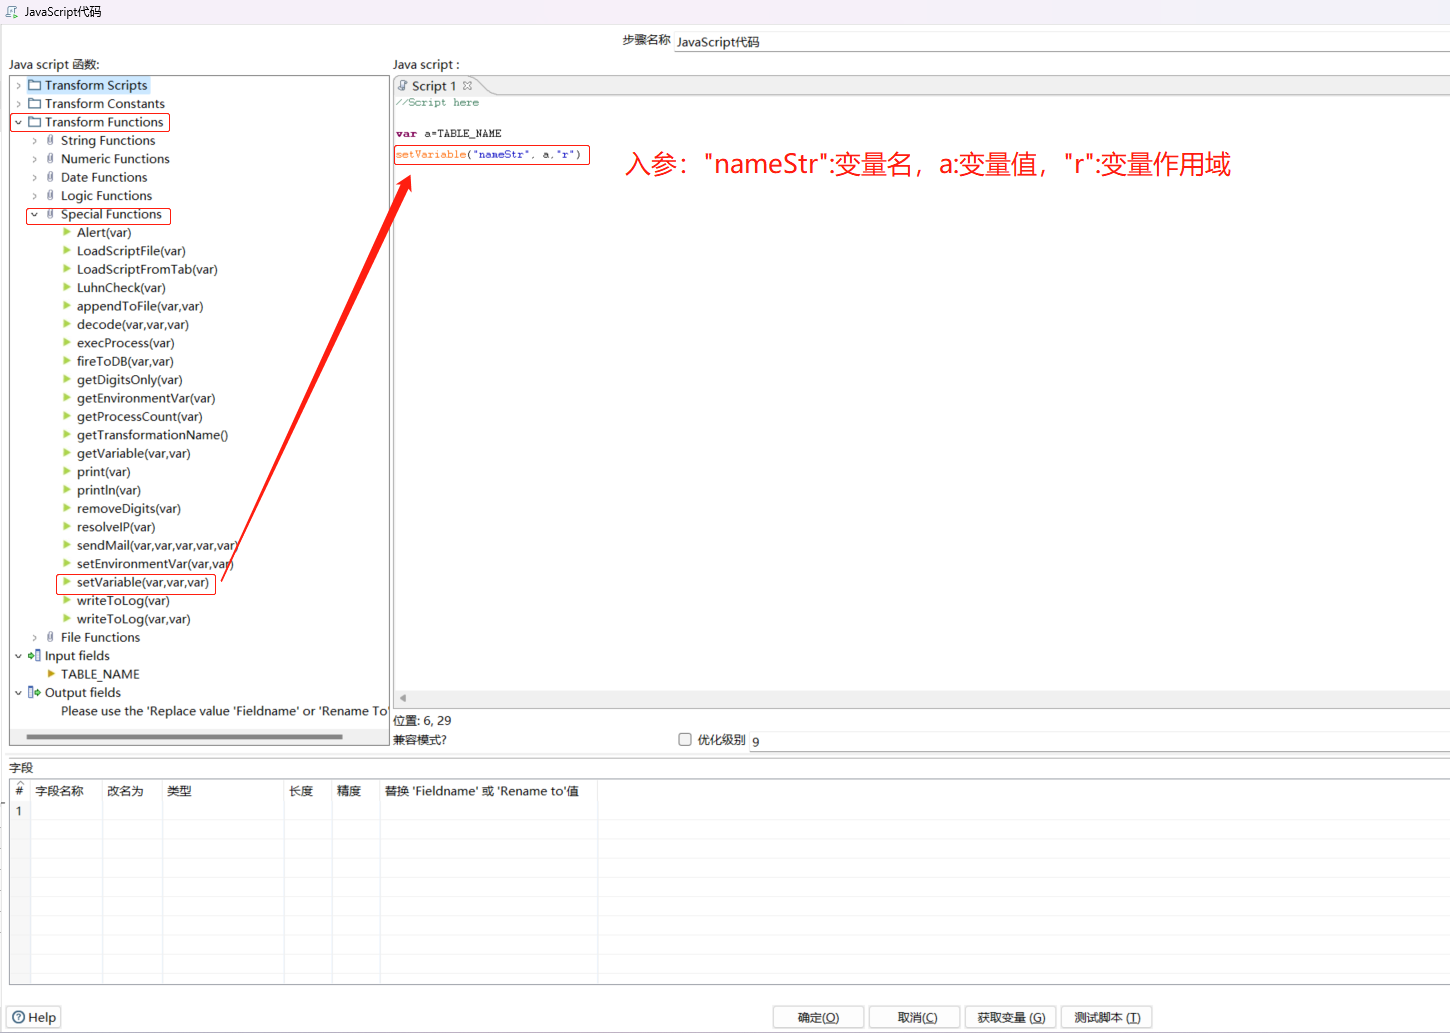 JavaScript代码
步骤名称 JavaScript代码
Java script 函数:
Transform Scripts
Transform Constants
Transform Functions
String Functions
Numeric Functions
Date Functions
Logic Functions
Special Functions
Alert(var)
LoadScriptFile(var)
LoadScriptFromTab(var)
LuhnCheck(var)
appendToFile(var,var)
decode(var,var,var)
execProcess(var)
fireToDB(var,var)
getDigitsOnly(var)
getEnvironmentVar(var)
getProcessCount(var)
getTransformationName()
getVariable(var,var)
print(var)
println(var)
removeDigits(var)
resolveIP(var)
sendMail(var,var,var,var,var)
setEnvironmentVar(var,var)
setVariable(var,var,var)
writeToLog(var)
writeToLog(var,var)
File Functions
Input fields
TABLE_NAME
Output fields
Please use the 'Replace value 'Fieldname' or 'Rename To'
Java script :
Script 1
//Script here
var a=TABLE_NAME
setVariable("nameStr", a,"r")
入参："nameStr":变量名，a:变量值，"r":变量作用域
位置: 6, 29
兼容模式?
优化级别 9
字段
# 字段名称 改名为 类型 长度 精度 替换 'Fieldname' 或 'Rename to'值
1
Help
确定(O) 取消(C) 获取变量 (G) 测试脚本 (T)